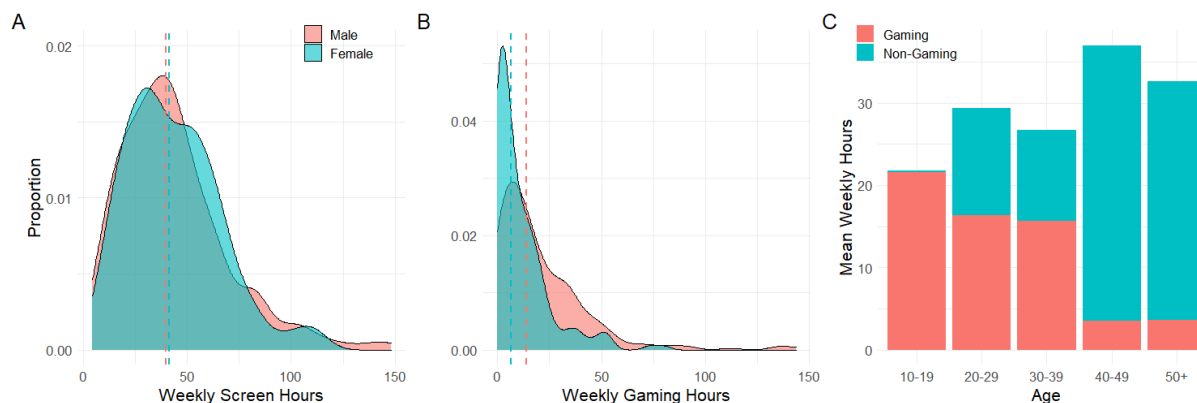 A
Male
Female
Proportion
0.02
0.01
0.00
0
50
100
150
Weekly Screen Hours
B
0.04
0.02
0.00
0
50
100
150
Weekly Gaming Hours
C
Gaming
Non-Gaming
Mean Weekly Hours
30
20
10
0
10-19
20-29
30-39
40-49
50+
Age